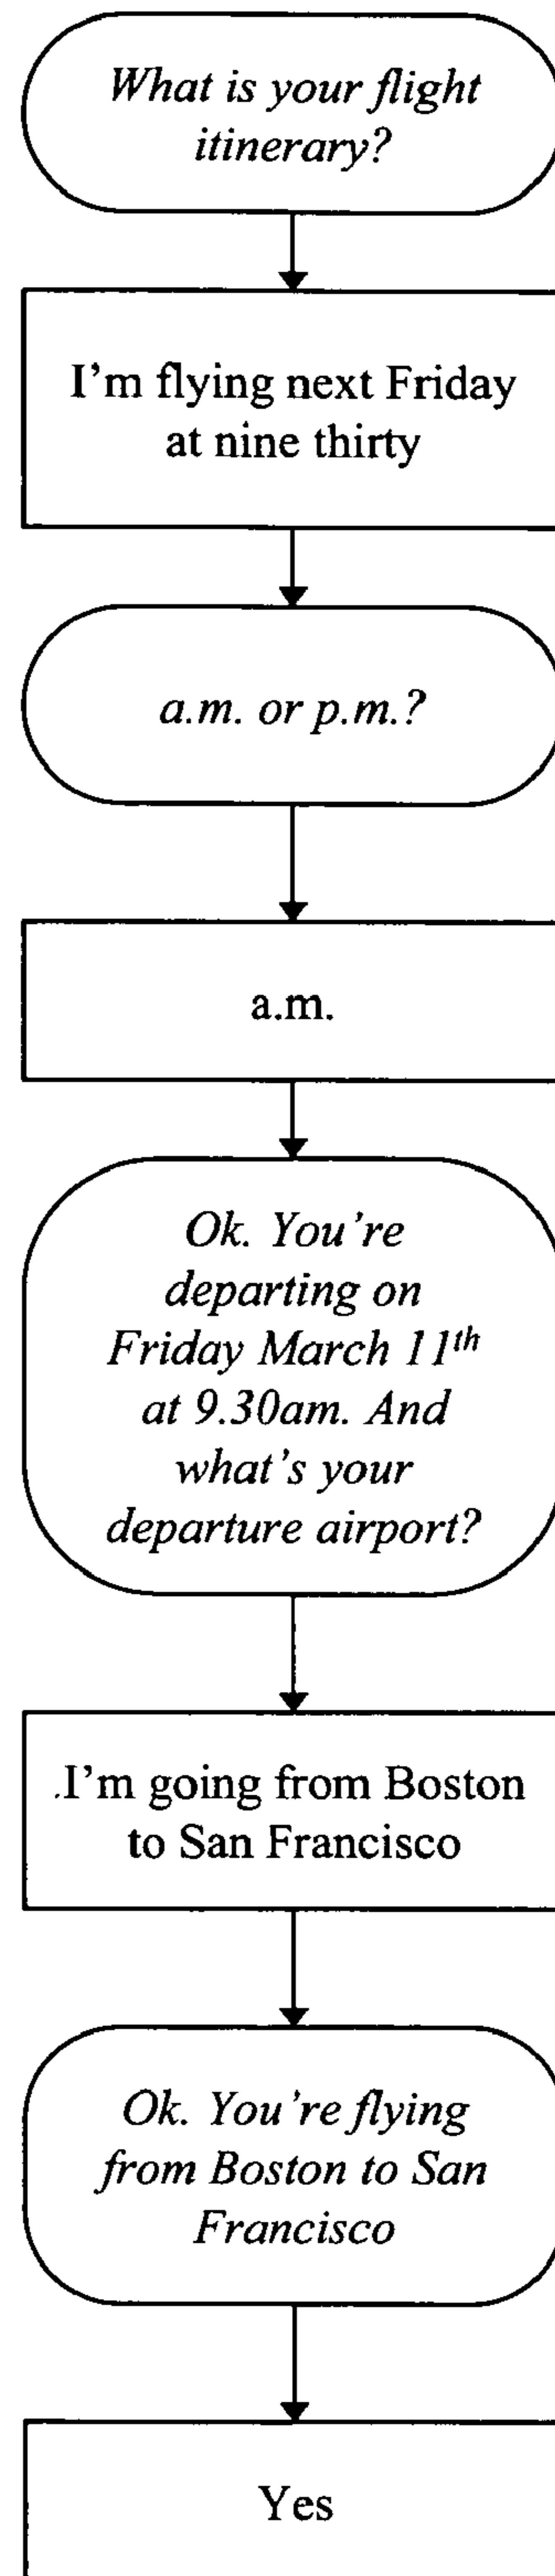 What is your flight
itinerary?
I'm flying next Friday
at nine thirty
a.m. or p.m.?
a.m.
Ok. You're
departing on
Friday March 11th
at 9.30am. And
what's your
departure airport?
I'm going from Boston
to San Francisco
Ok. You're flying
from Boston to San
Francisco
Yes